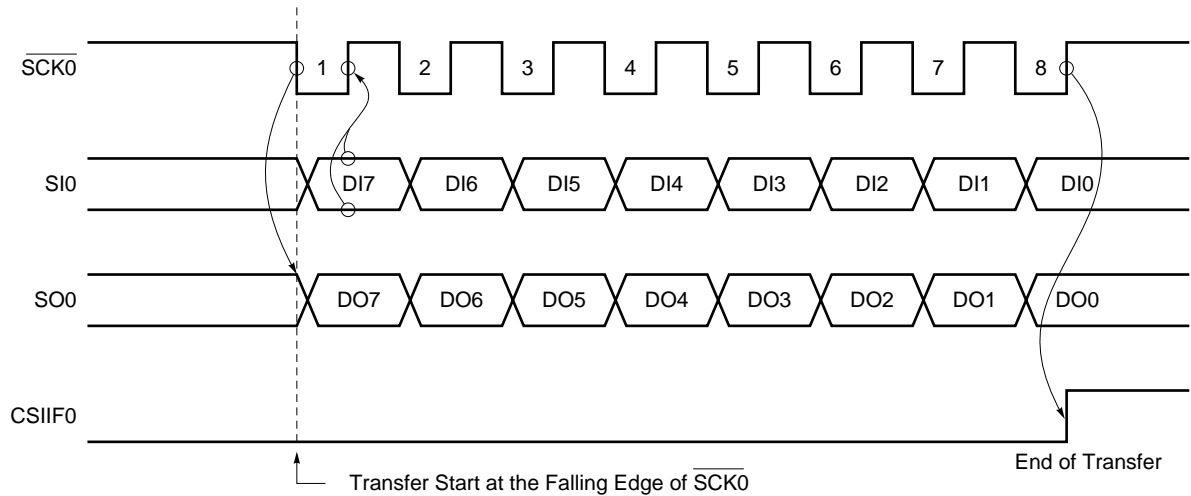 SCK0 1 2 3 4 5 6 7 8
SI0 DI7 DI6 DI5 DI4 DI3 DI2 DI1 DI0
SO0 DO7 DO6 DO5 DO4 DO3 DO2 DO1 DO0
CSIIF0
End of Transfer
Transfer Start at the Falling Edge of SCK0